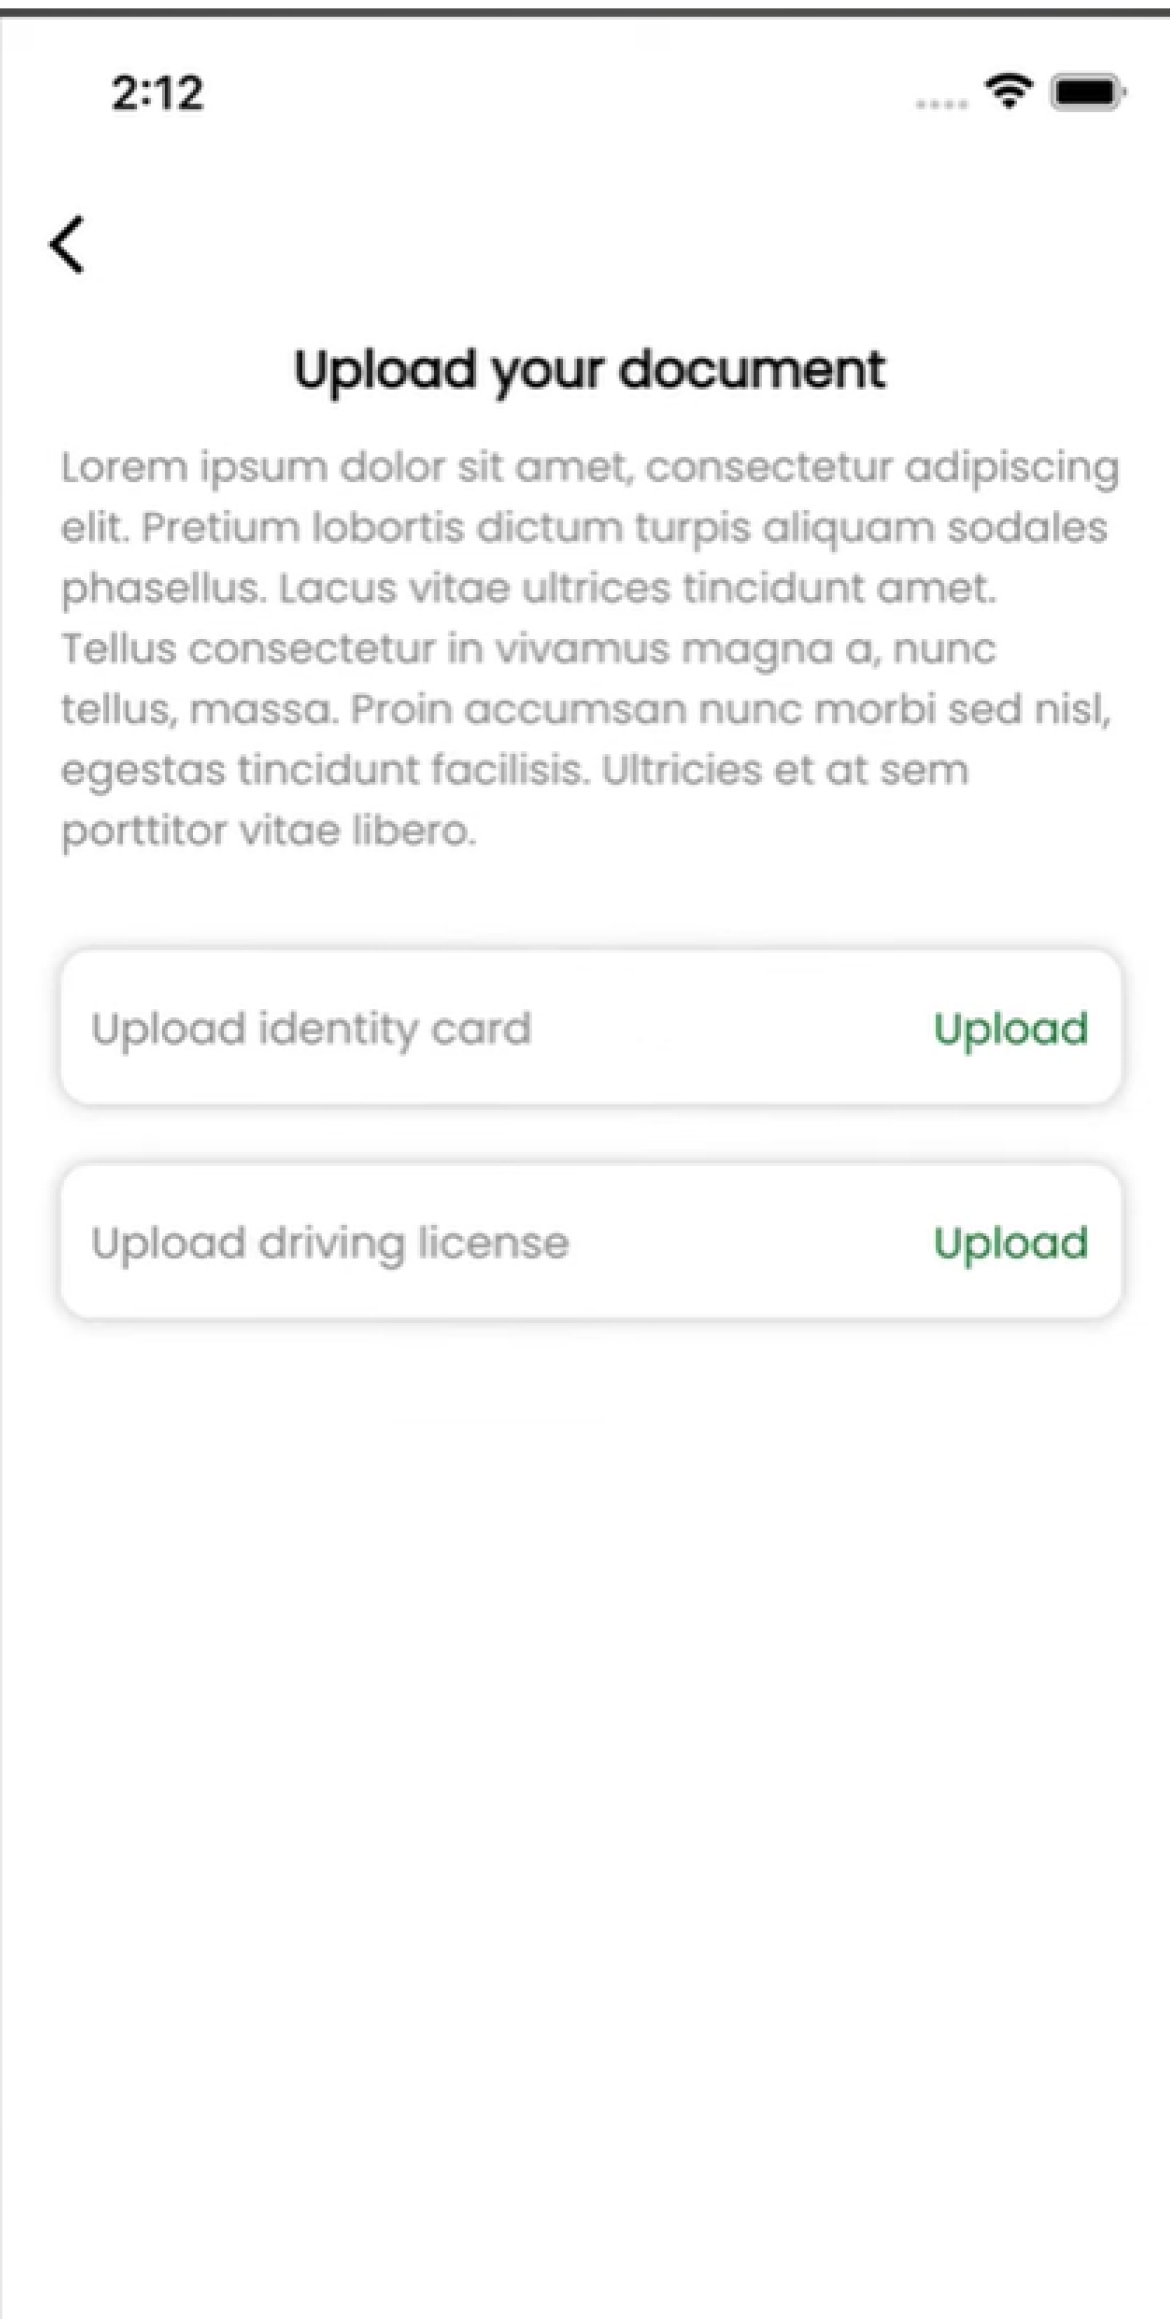 2:12
Upload your document
Lorem ipsum dolor sit amet, consectetur adipiscing
elit. Pretium lobortis dictum turpis aliquam sodales
phasellus. Lacus vitae ultrices tincidunt amet.
Tellus consectetur in vivamus magna a, nunc
tellus, massa. Proin accumsan nunc morbi sed nisl,
egestas tincidunt facilisis. Ultricies et at sem
porttitor vitae libero.
Upload identity card Upload
Upload driving license Upload